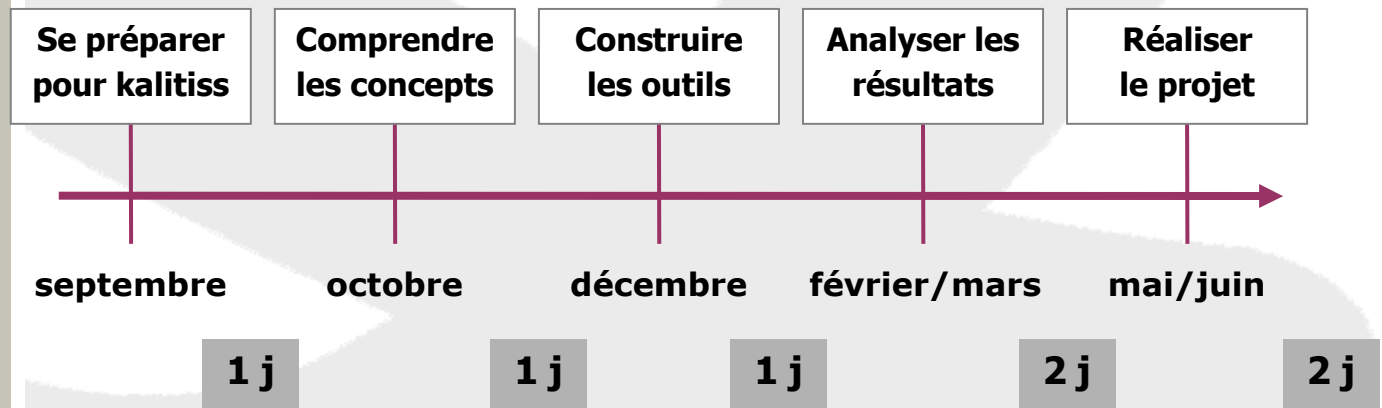 Se préparer
pour kalitiss
Comprendre
les concepts
Construire
les outils
Analyser les
résultats
Réaliser
le projet
septembre
octobre
décembre
février/mars
mai/juin
1 j
1 j
1 j
2 j
2 j